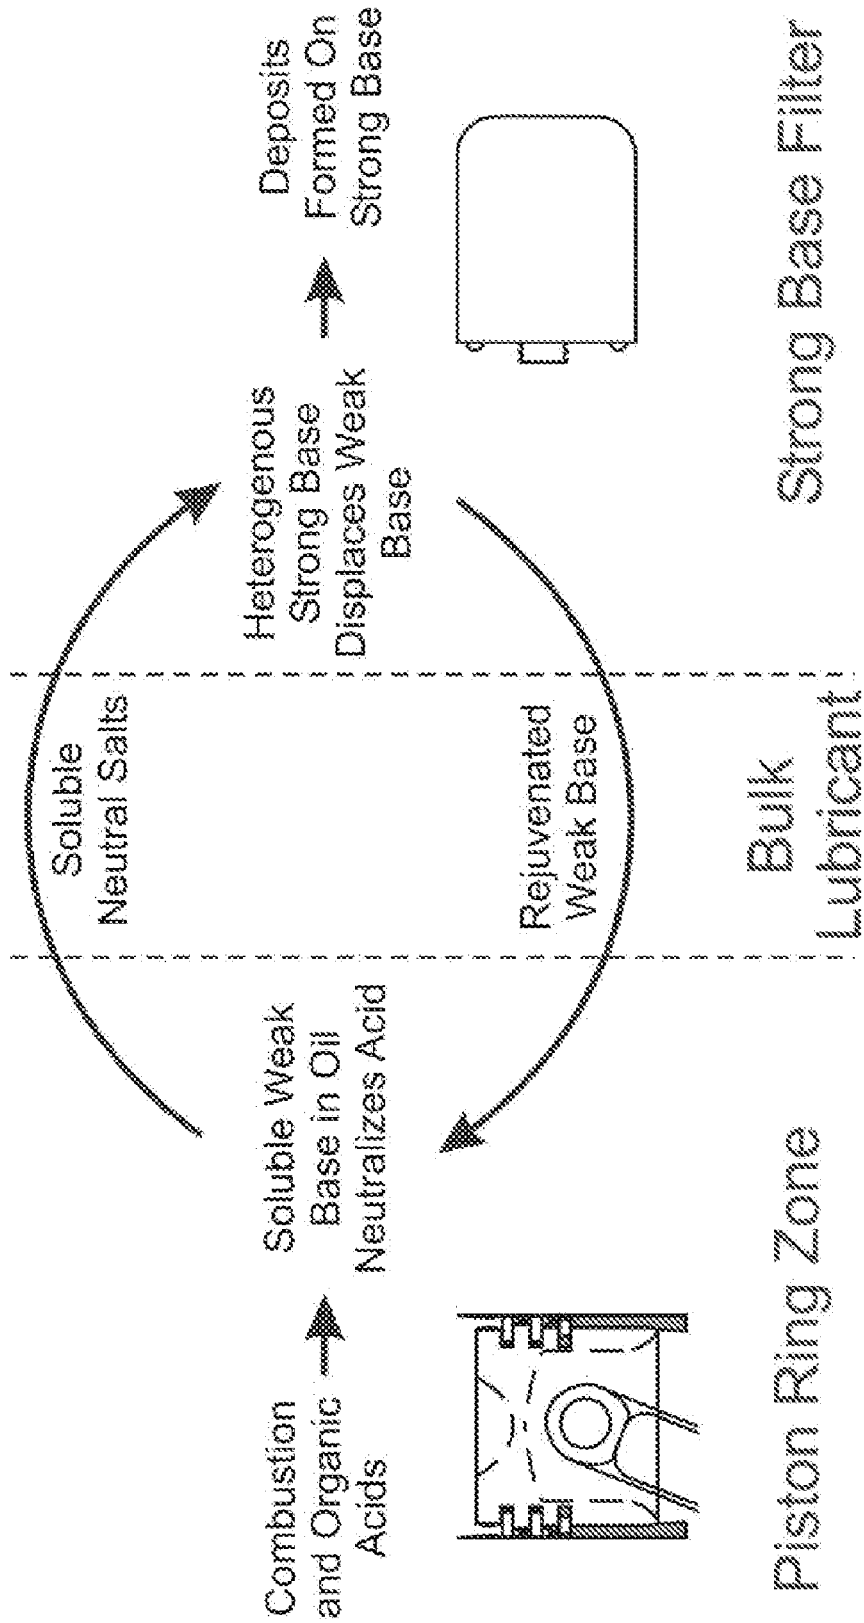 Combustion
and Organic
Acids
Soluble Weak
Base in Oil
Neutralizes Acid
Soluble
Neutral Salts
Heterogenous
Strong Base
Displaces Weak
Base
Deposits
Formed On
Strong Base
Rejuvenated
Weak Base
Piston Ring Zone
Bulk
Lubricant
Strong Base Filter